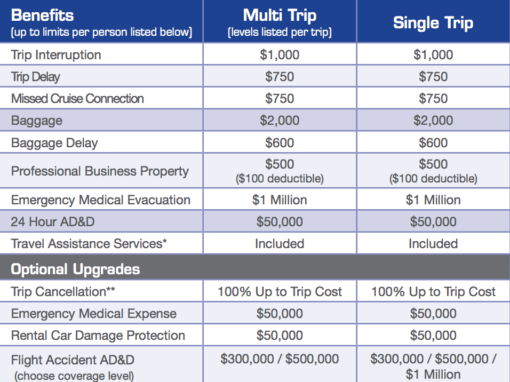 Benefits Multi Trip Single Trip
(up to limits per person listed below) (levels listed per trip)
Trip Interruption $1,000 $1,000
Trip Delay $750 $750
Missed Cruise Connection $750 $750
Baggage $2,000 $2,000
Baggage Delay $600 $600
Professional Business Property $500 $500
($100 deductible) ($100 deductible)
Emergency Medical Evacuation $1 Million $1 Million
24 Hour AD&D $50,000 $50,000
Travel Assistance Services* Included Included
Optional Upgrades
Trip Cancellation** 100% Up to Trip Cost 100% Up to Trip Cost
Emergency Medical Expense $50,000 $50,000
Rental Car Damage Protection $50,000 $50,000
Flight Accident AD&D $300,000 / $500,000 $300,000 / $500,000 /
(choose coverage level) $1 Million